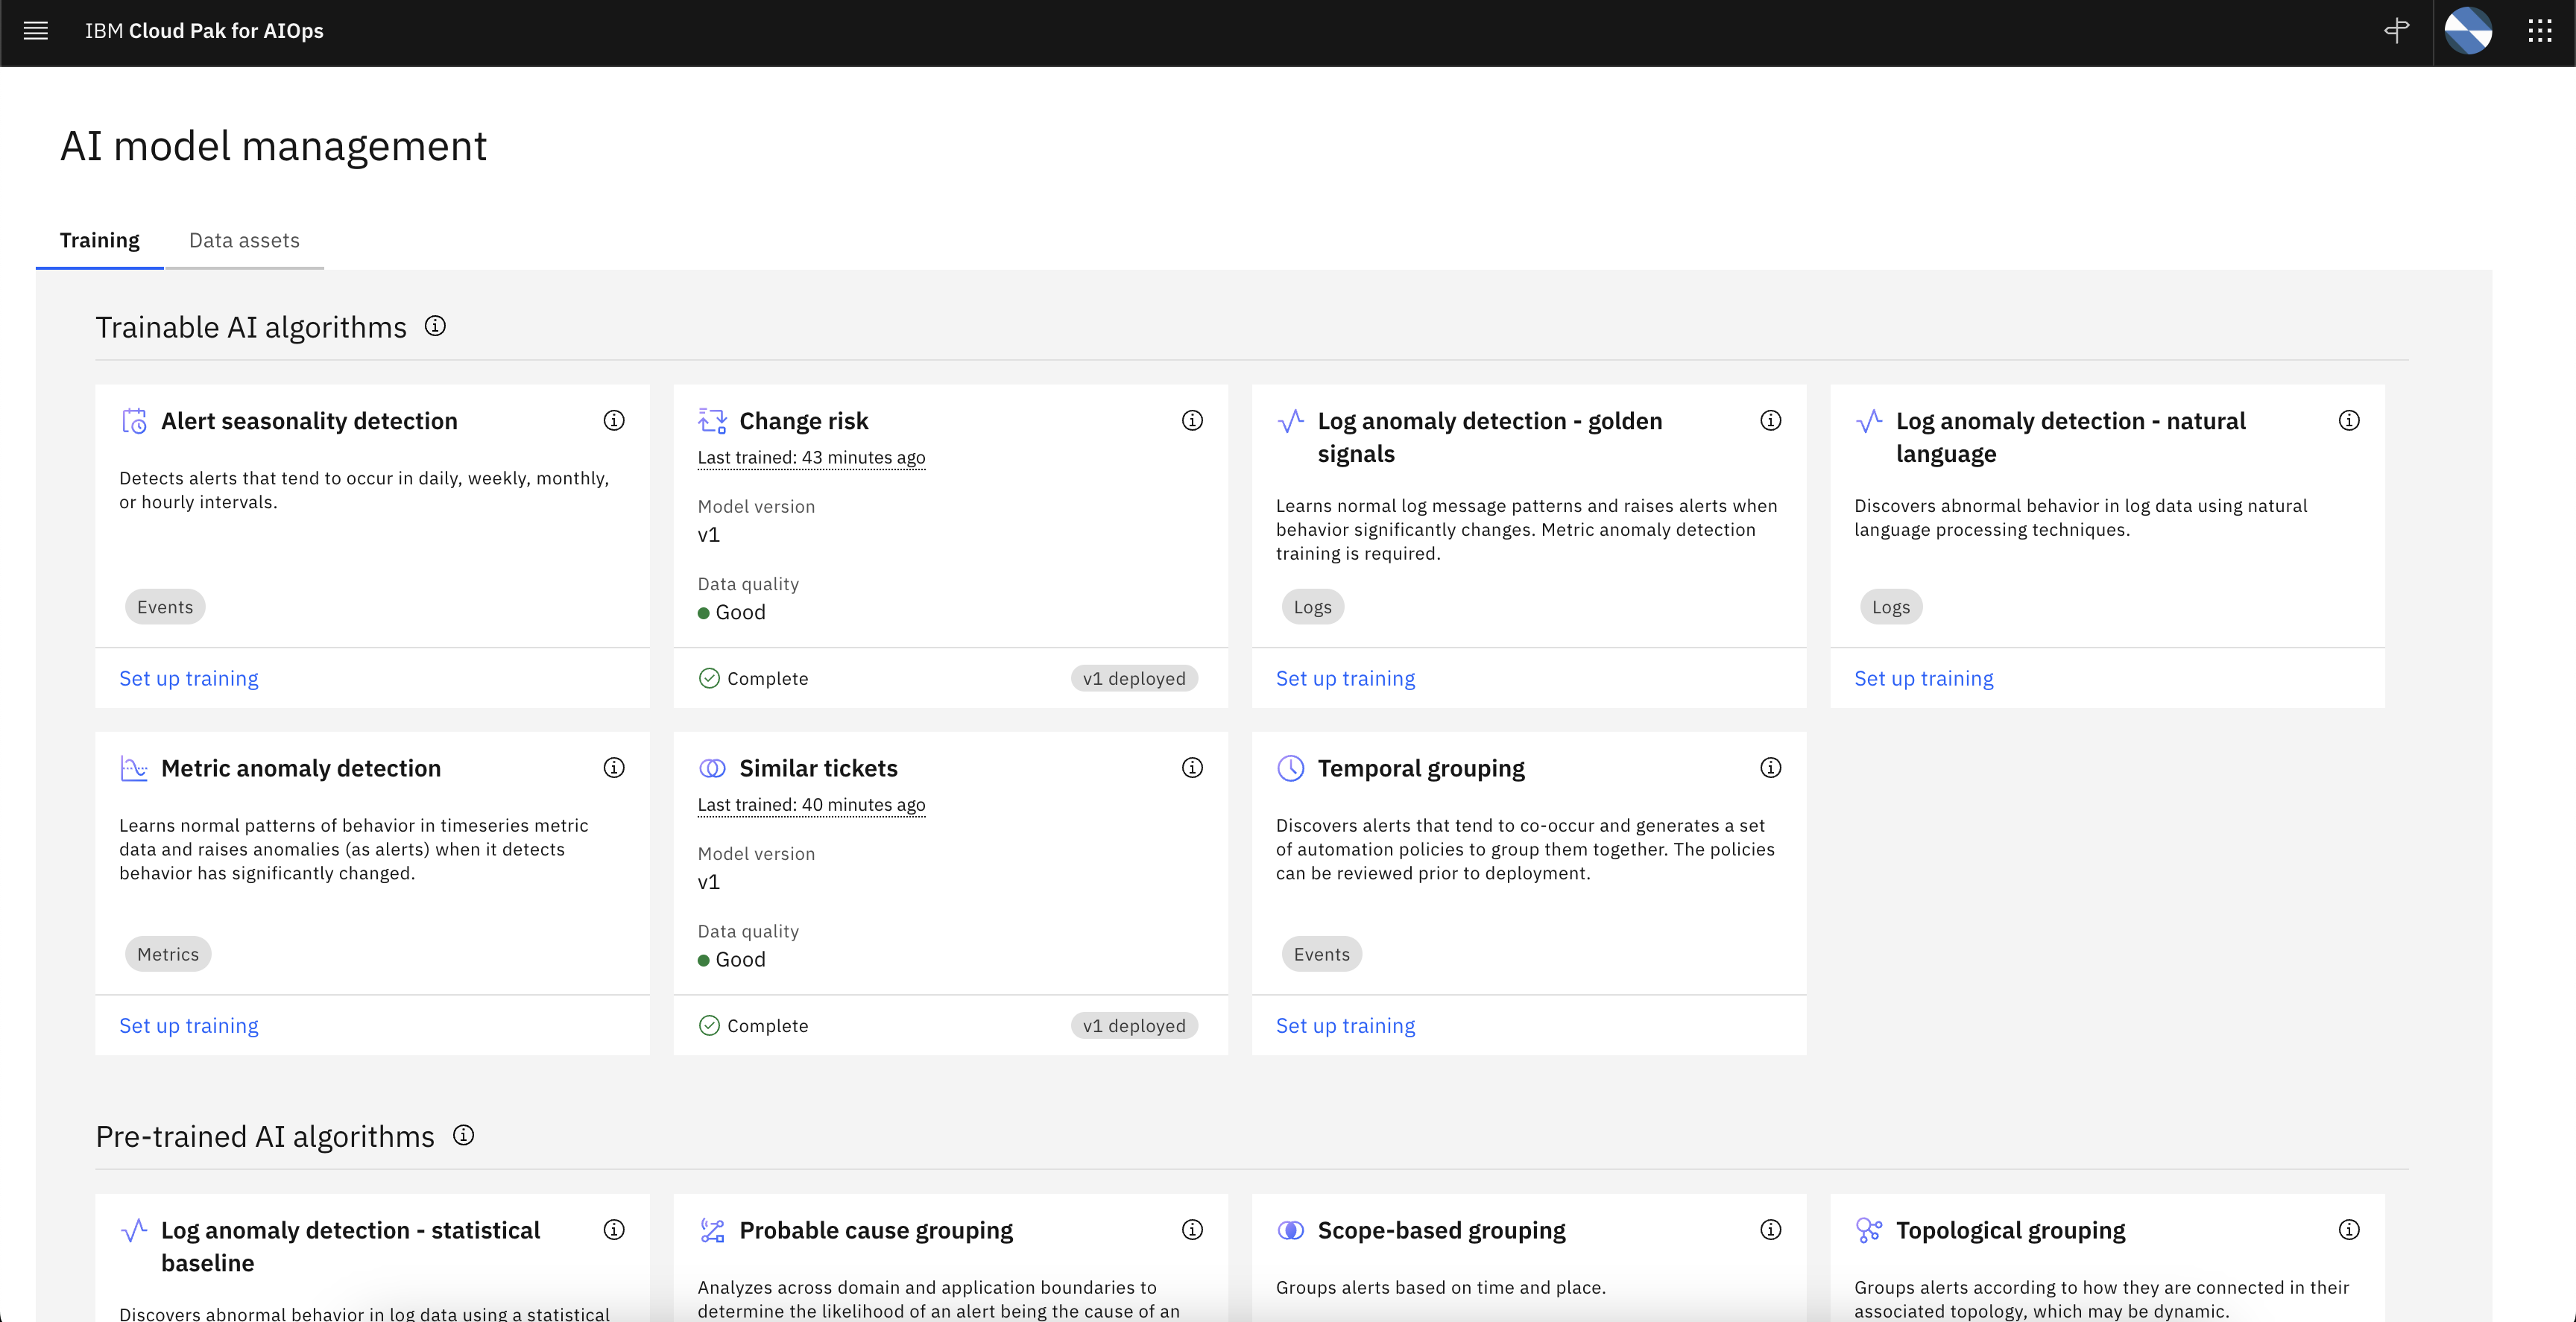 IBM Cloud Pak for AIOps
AI model management
Training
Data assets
Trainable AI algorithms
Alert seasonality detection
Detects alerts that tend to occur in daily, weekly, monthly,
or hourly intervals.
Events
Set up training
Change risk
Last trained: 43 minutes ago
Model version
v1
Data quality
Good
Complete
v1 deployed
Log anomaly detection - golden
signals
Learns normal log message patterns and raises alerts when
behavior significantly changes. Metric anomaly detection
training is required.
Logs
Set up training
Log anomaly detection - natural
language
Discovers abnormal behavior in log data using natural
language processing techniques.
Logs
Set up training
Metric anomaly detection
Learns normal patterns of behavior in timeseries metric
data and raises anomalies (as alerts) when it detects
behavior has significantly changed.
Metrics
Set up training
Similar tickets
Last trained: 40 minutes ago
Model version
v1
Data quality
Good
Complete
v1 deployed
Temporal grouping
Discovers alerts that tend to co-occur and generates a set
of automation policies to group them together. The policies
can be reviewed prior to deployment.
Events
Set up training
Pre-trained AI algorithms
Log anomaly detection - statistical
baseline
Discovers abnormal behavior in log data using a statistical
Probable cause grouping
Analyzes across domain and application boundaries to
determine the likelihood of an alert being the cause of an
Scope-based grouping
Groups alerts based on time and place.
Topological grouping
Groups alerts according to how they are connected in their
associated topology, which may be dynamic.